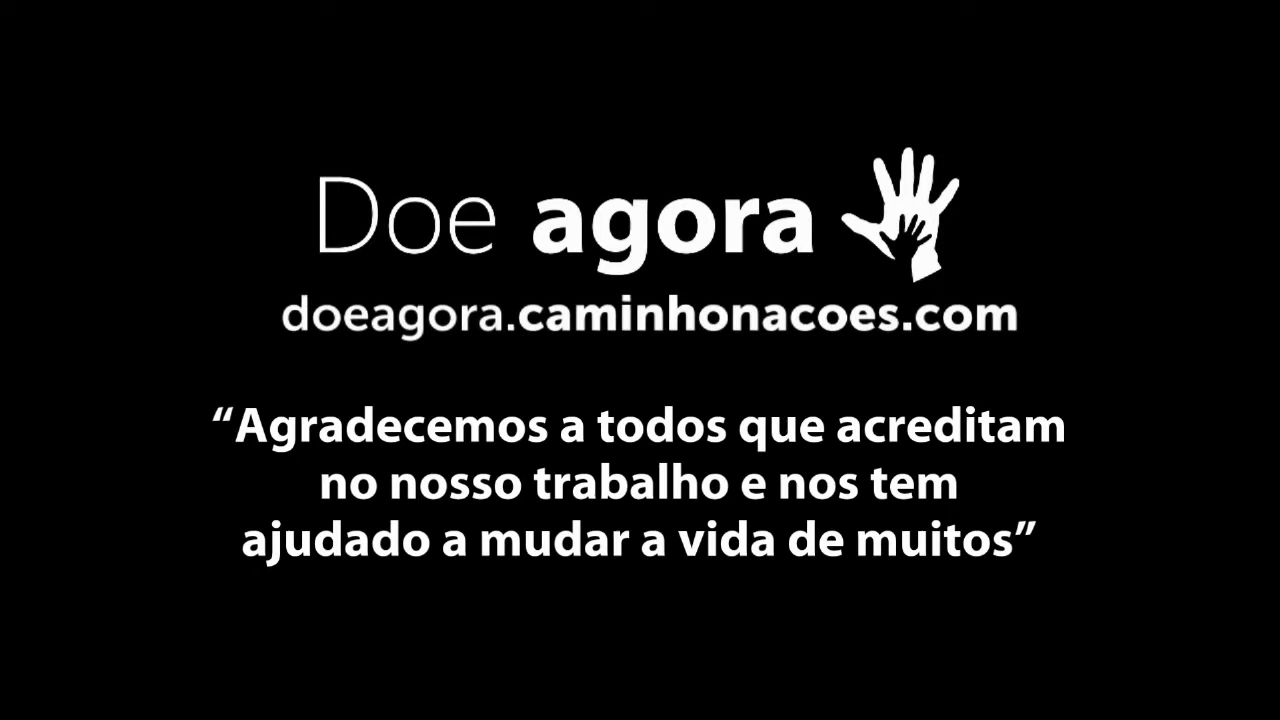 Doe agora
doeagora.caminhonacoes.com
“Agradecemos a todos que acreditam
no nosso trabalho e nos tem
ajudado a mudar a vida de muitos”